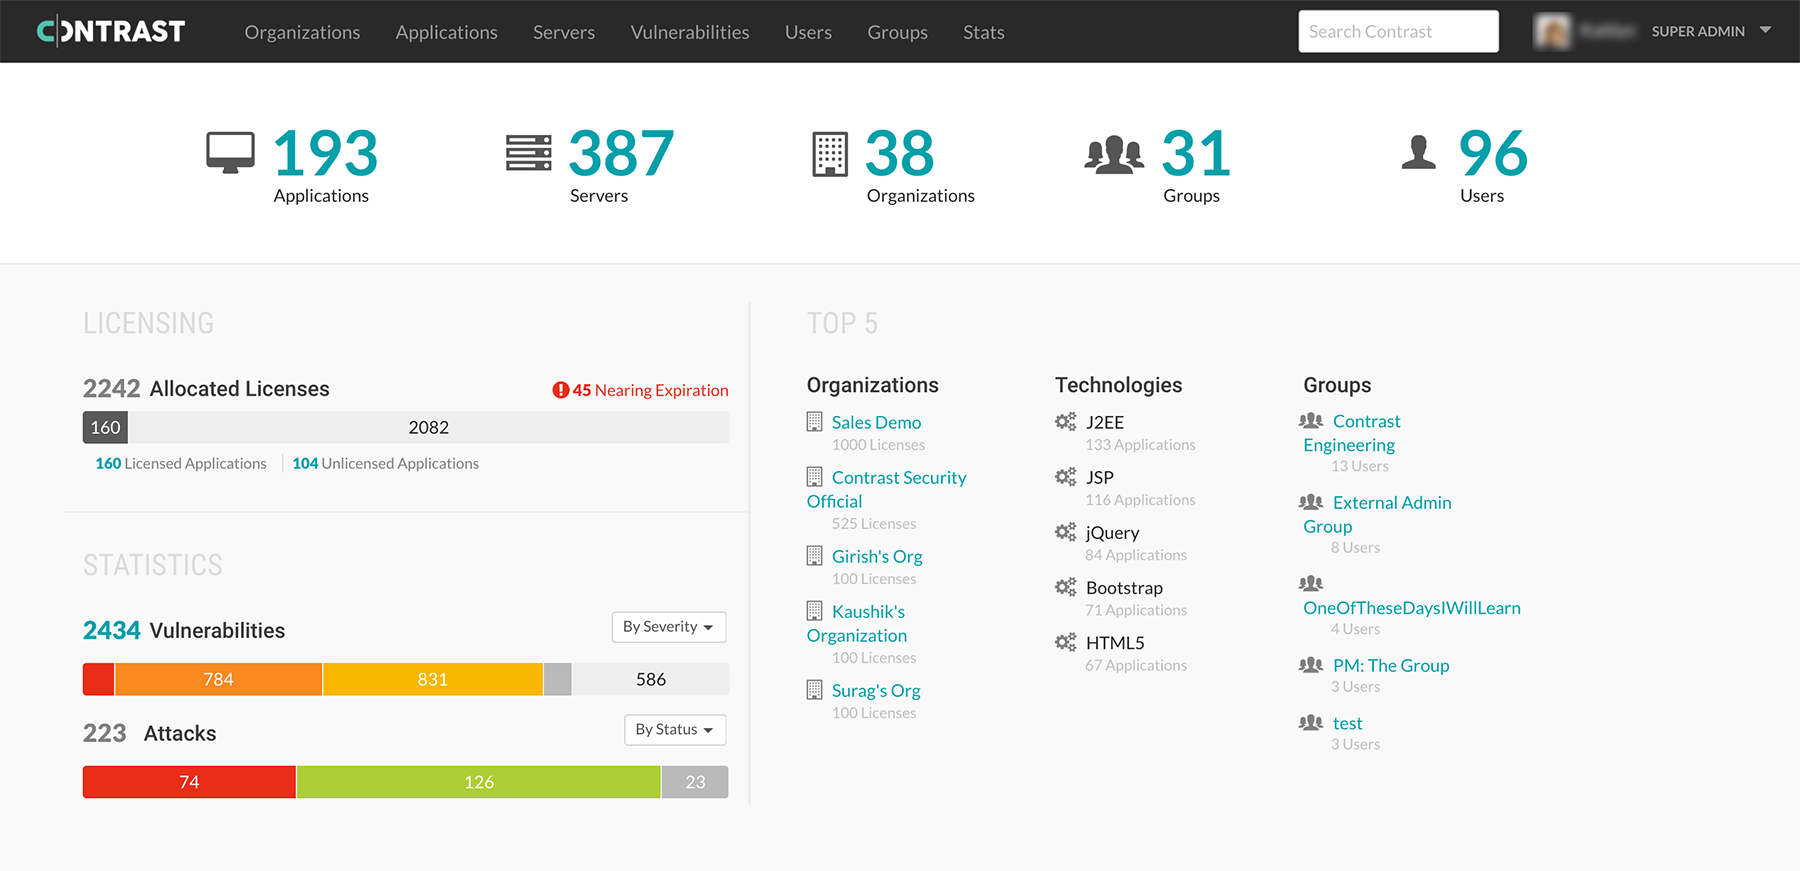 CONTRAST
Organizations Applications Servers Vulnerabilities Users Groups Stats
Search Contrast
SUPER ADMIN
193
Applications
387
Servers
38
Organizations
31
Groups
96
Users
LICENSING
2242 Allocated Licenses
45 Nearing Expiration
160 2082
160 Licensed Applications 104 Unlicensed Applications
STATISTICS
2434 Vulnerabilities
By Severity
784 831 586
223 Attacks
By Status
74 126 23
TOP 5
Organizations
Sales Demo
1000 Licenses
Contrast Security
Official
525 Licenses
Girish's Org
100 Licenses
Kaushik's
Organization
100 Licenses
Surag's Org
100 Licenses
Technologies
J2EE
133 Applications
JSP
116 Applications
jQuery
84 Applications
Bootstrap
71 Applications
HTML5
67 Applications
Groups
Contrast
Engineering
13 Users
External Admin
Group
8 Users
OneOfTheseDaysIWillLearn
4 Users
PM: The Group
3 Users
test
3 Users